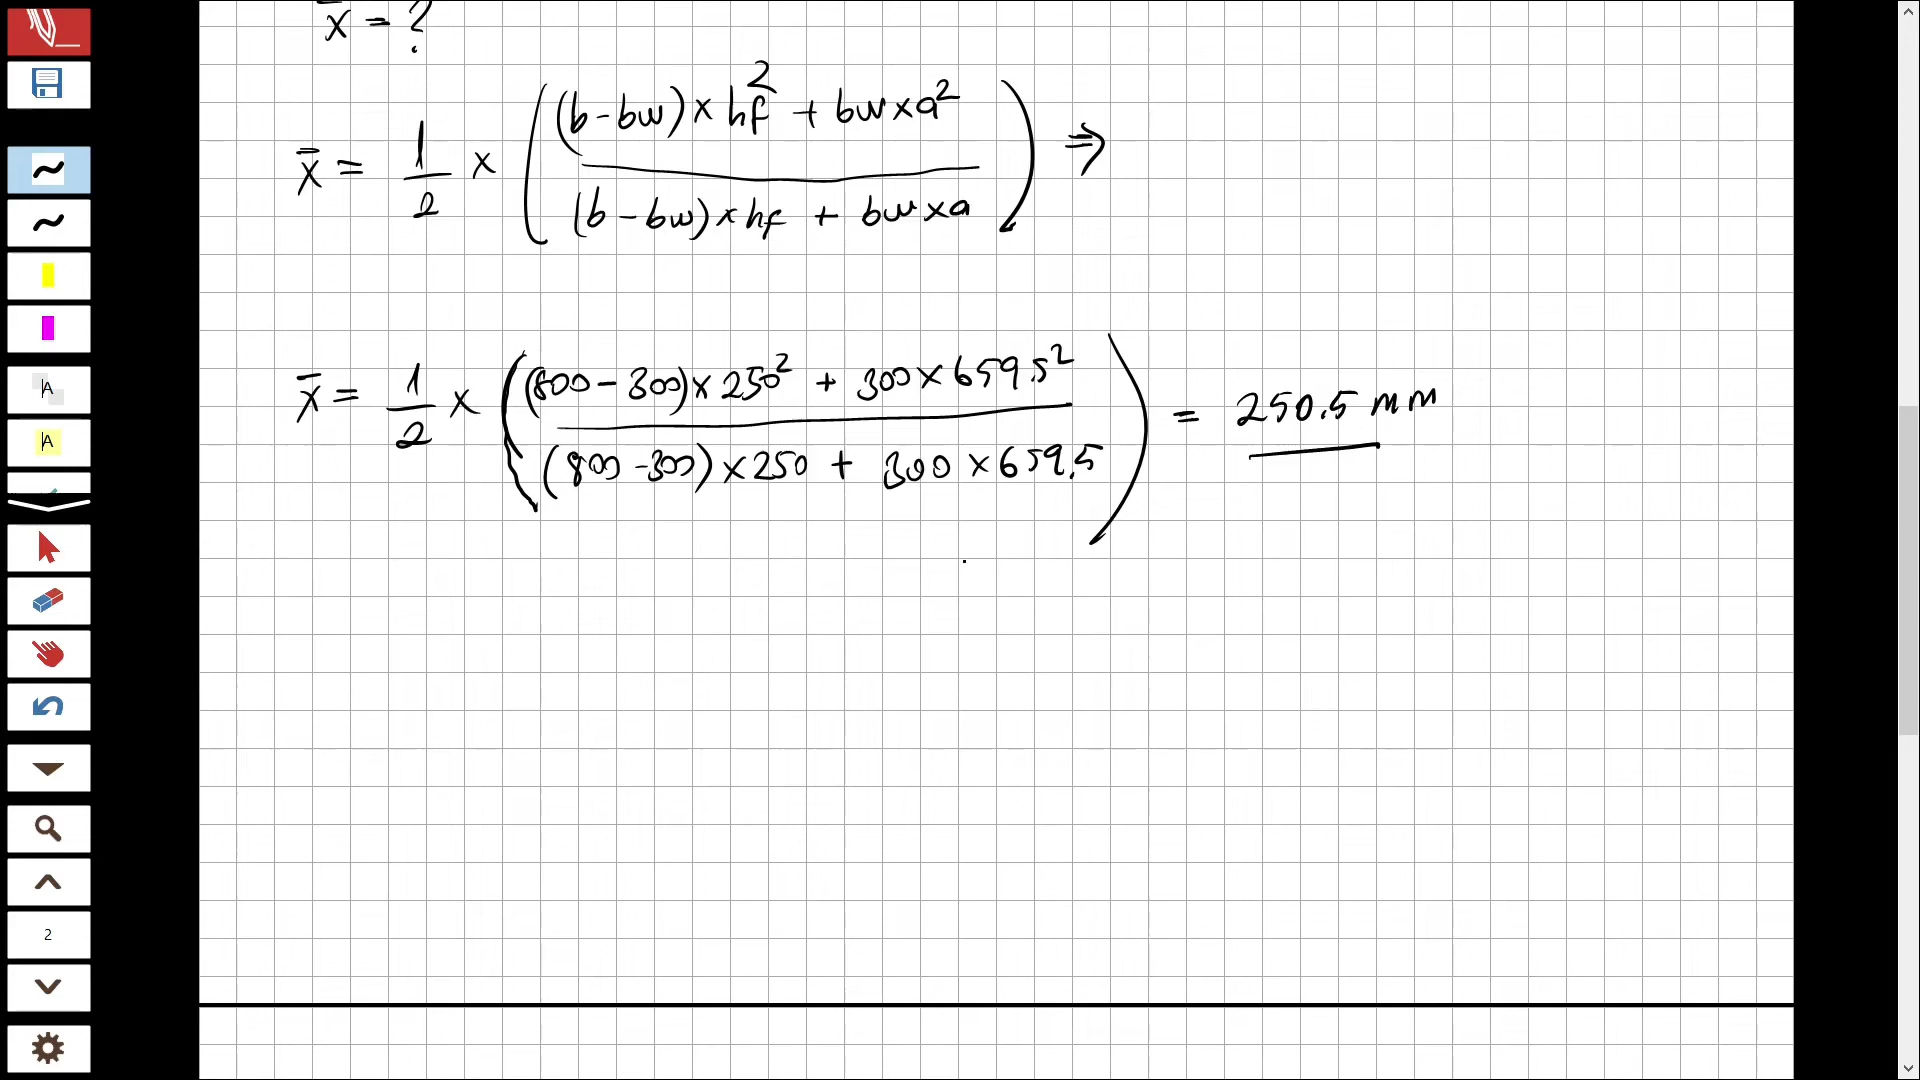 x̄ = ?
x̄ = 1/2 × ( ((b - bw) × hf² + bw × a²) / ((b - bw) × hf + bw × a) ) ⇒
x̄ = 1/2 × ( ((800 - 300) × 250² + 300 × 659.5²) / ((800 - 300) × 250 + 300 × 659.5) ) = 250.5 mm
A
A
2